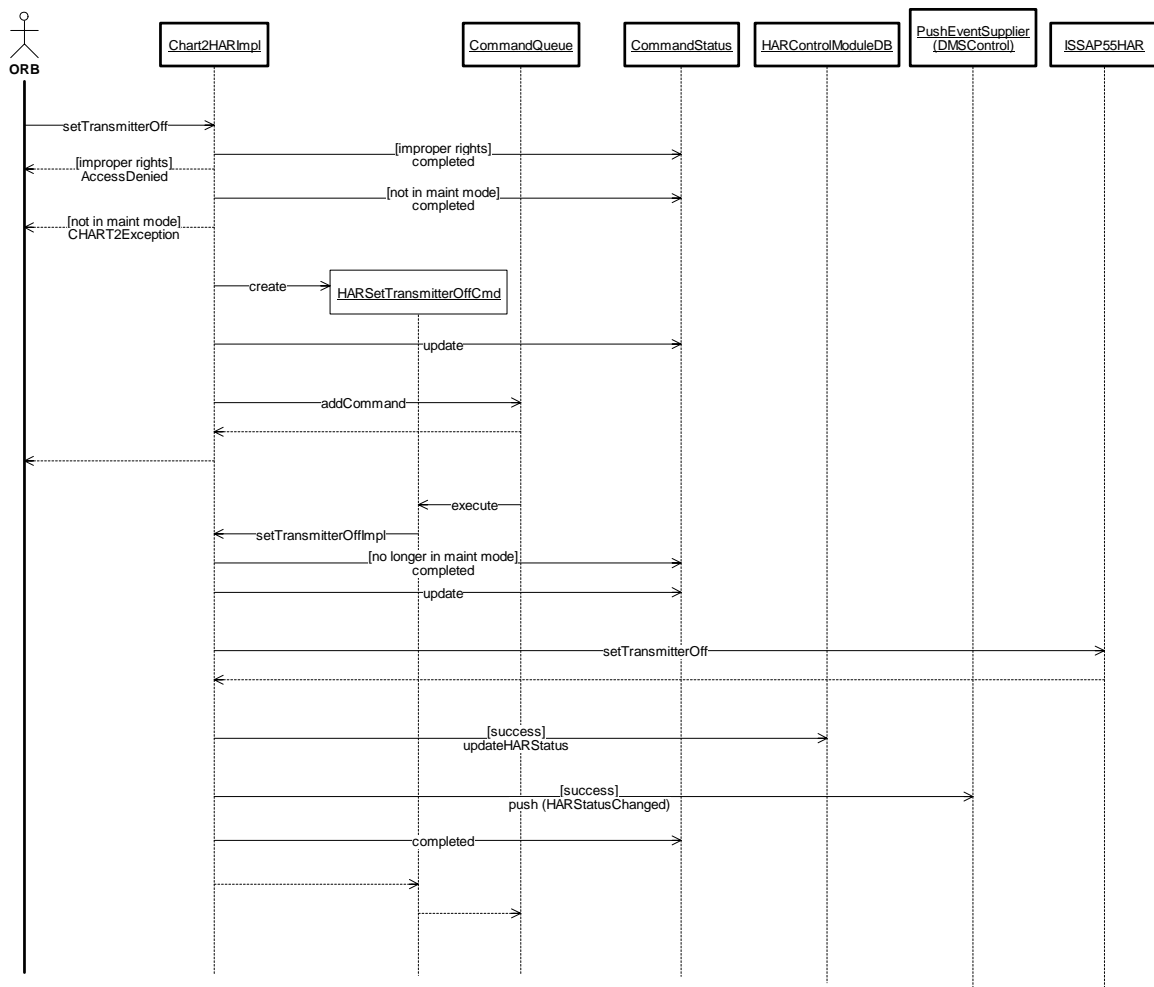 ORB
Chart2HARImpl
CommandQueue
CommandStatus
HARControlModuleDB
PushEventSupplier
(DMSControl)
ISSAP55HAR
setTransmitterOff
[improper rights]
completed
[improper rights]
AccessDenied
[not in maint mode]
completed
[not in maint mode]
CHART2Exception
create
HARSetTransmitterOffCmd
update
addCommand
execute
setTransmitterOffImpl
[no longer in maint mode]
completed
update
setTransmitterOff
[success]
updateHARStatus
[success]
push (HARStatusChanged)
completed